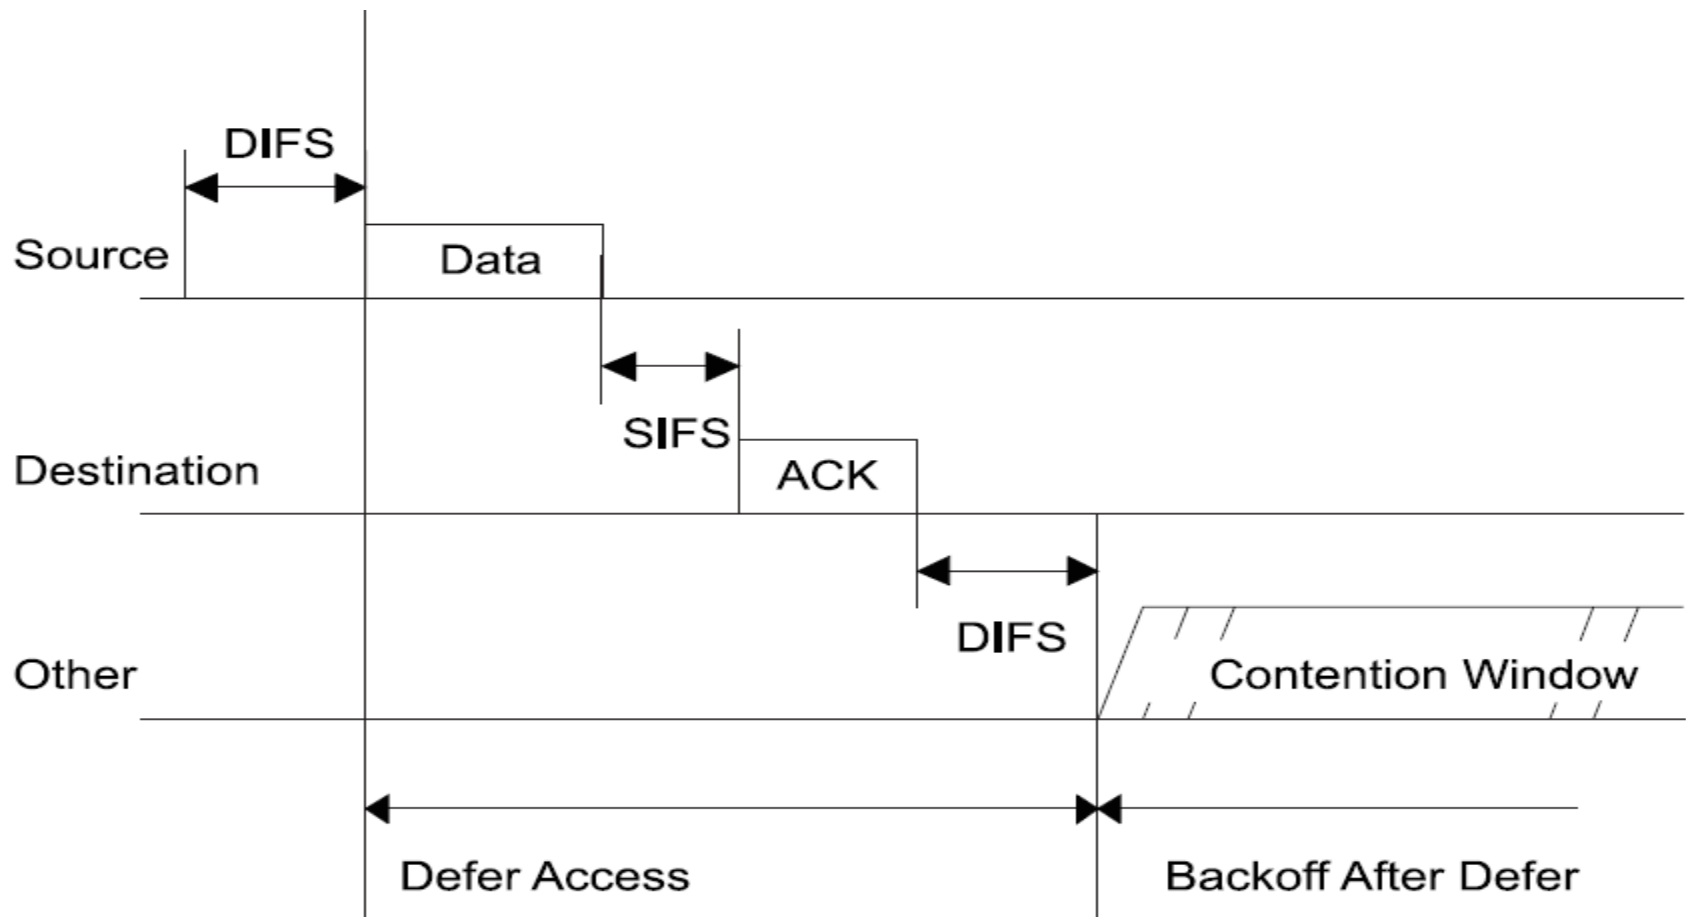 DIFS
Source
Data
SIFS
Destination
ACK
DIFS
Other
Contention Window
Defer Access
Backoff After Defer